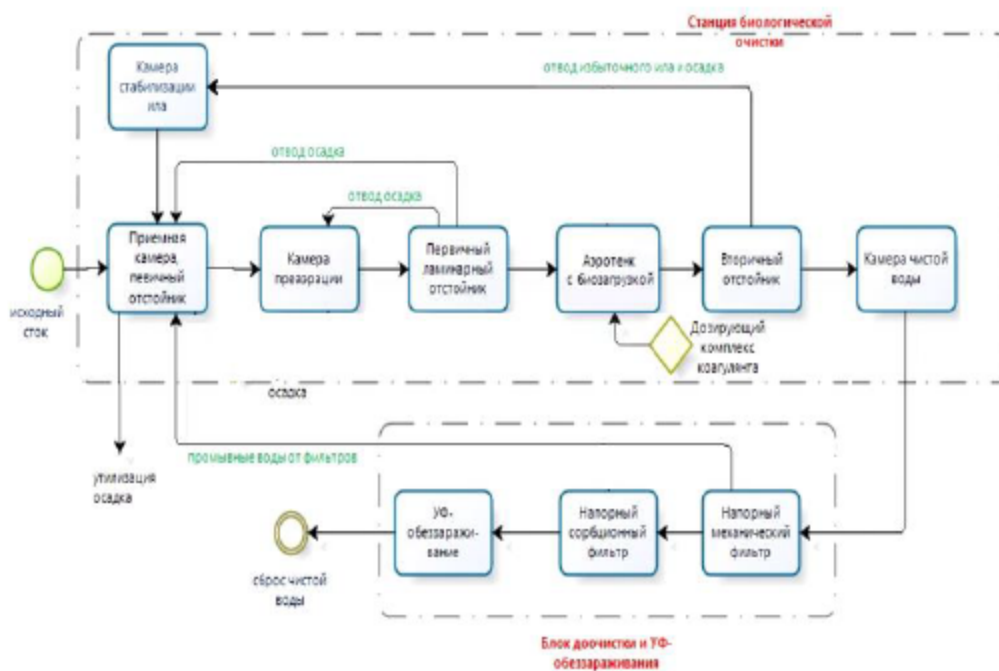 Станция биологической
очистки
Камера
стабилизации
ила
отвод избыточного ила и осадка
отвод осадка
отвод осадка
исходный
сток
Приемная
камера,
певичный
отстойник
Камера
преарации
Первичный
ламинарный
отстойник
Аэротенк
с биозагрузкой
Вторичный
отстойник
Камера чистой
воды
Дозирующий
комплекс
коагулянта
осадка
промывные воды от фильтров
утилизация
осадка
УФ-
обеззаражи-
вание
Напорный
сорбционный
фильтр
Напорный
механический
фильтр
сброс чистой
воды
Блок доочистки и УФ-
обеззараживания